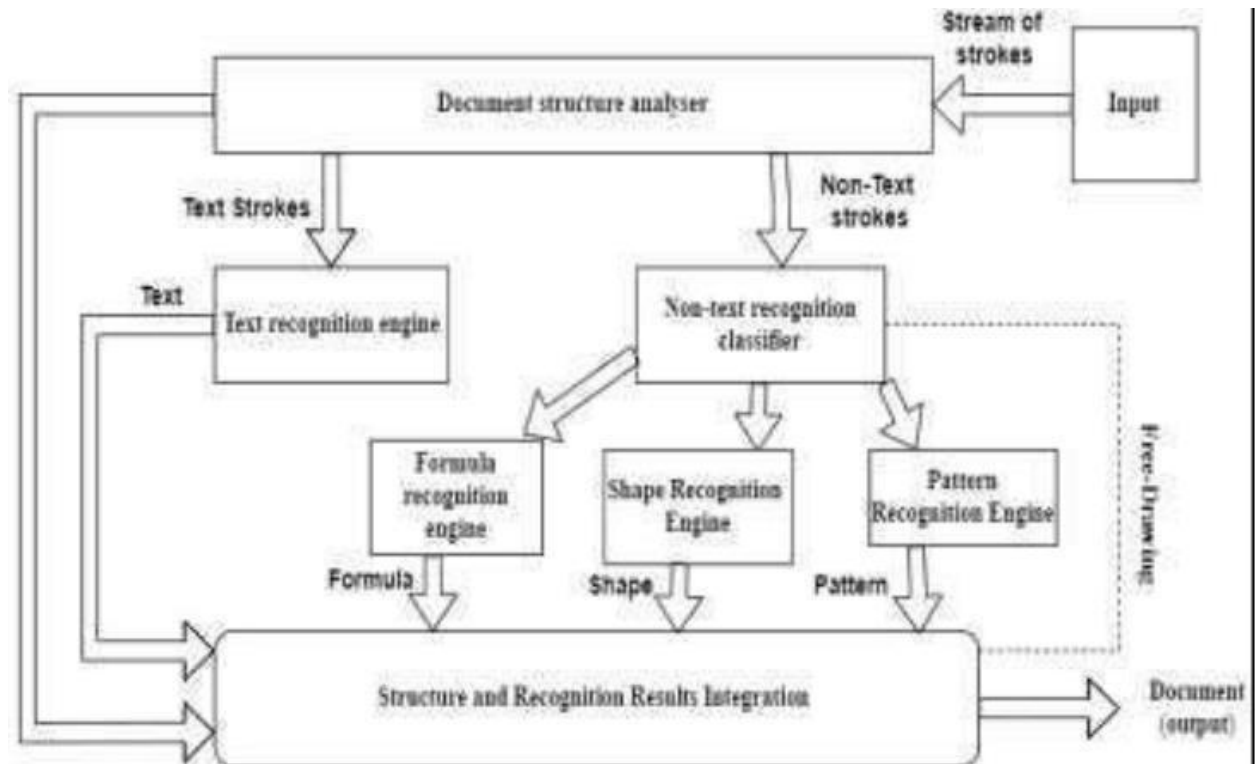 Stream of
strokes
Input
Document structure analyser
Text Strokes
Non-Text
strokes
Text
Text recognition engine
Non-text recognition
classifier
Free-Drawing
Formula
recognition
engine
Shape Recognition
Engine
Pattern
Recognition Engine
Formula
Shape
Pattern
Structure and Recognition Results Integration
Document
(output)